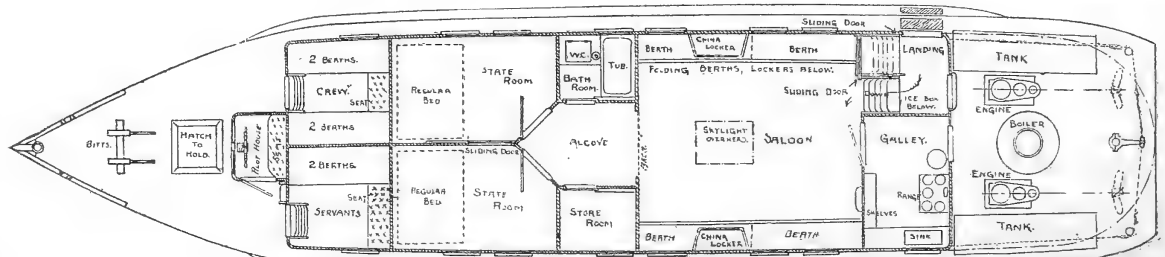 SLIDING DOOR
2 BERTHS.
CREW.
SEAT
2 BERTHS
2 BERTHS
SEAT
SERVANTS
BITTS.
HATCH
TO
HOLD.
PILOT HOUSE
SEAT
REGULAR
BED
STATE
ROOM
SLIDING DOOR
REGULAR
BED
STATE
ROOM
W.C.
BATH
ROOM.
TUB.
ALCOVE
STORE
ROOM
BERTH
CHINA
LOCKER
BERTH
FOLDING BERTHS, LOCKERS BELOW.
SLIDING DOOR
SKYLIGHT
OVERHEAD.
SALOON
BERTH
CHINA
LOCKER
BERTH
LANDING
DOWN
ICE BOX
BELOW.
GALLEY.
RANGE
SHELVES
SINK
TANK
ENGINE
BOILER
ENGINE
TANK.